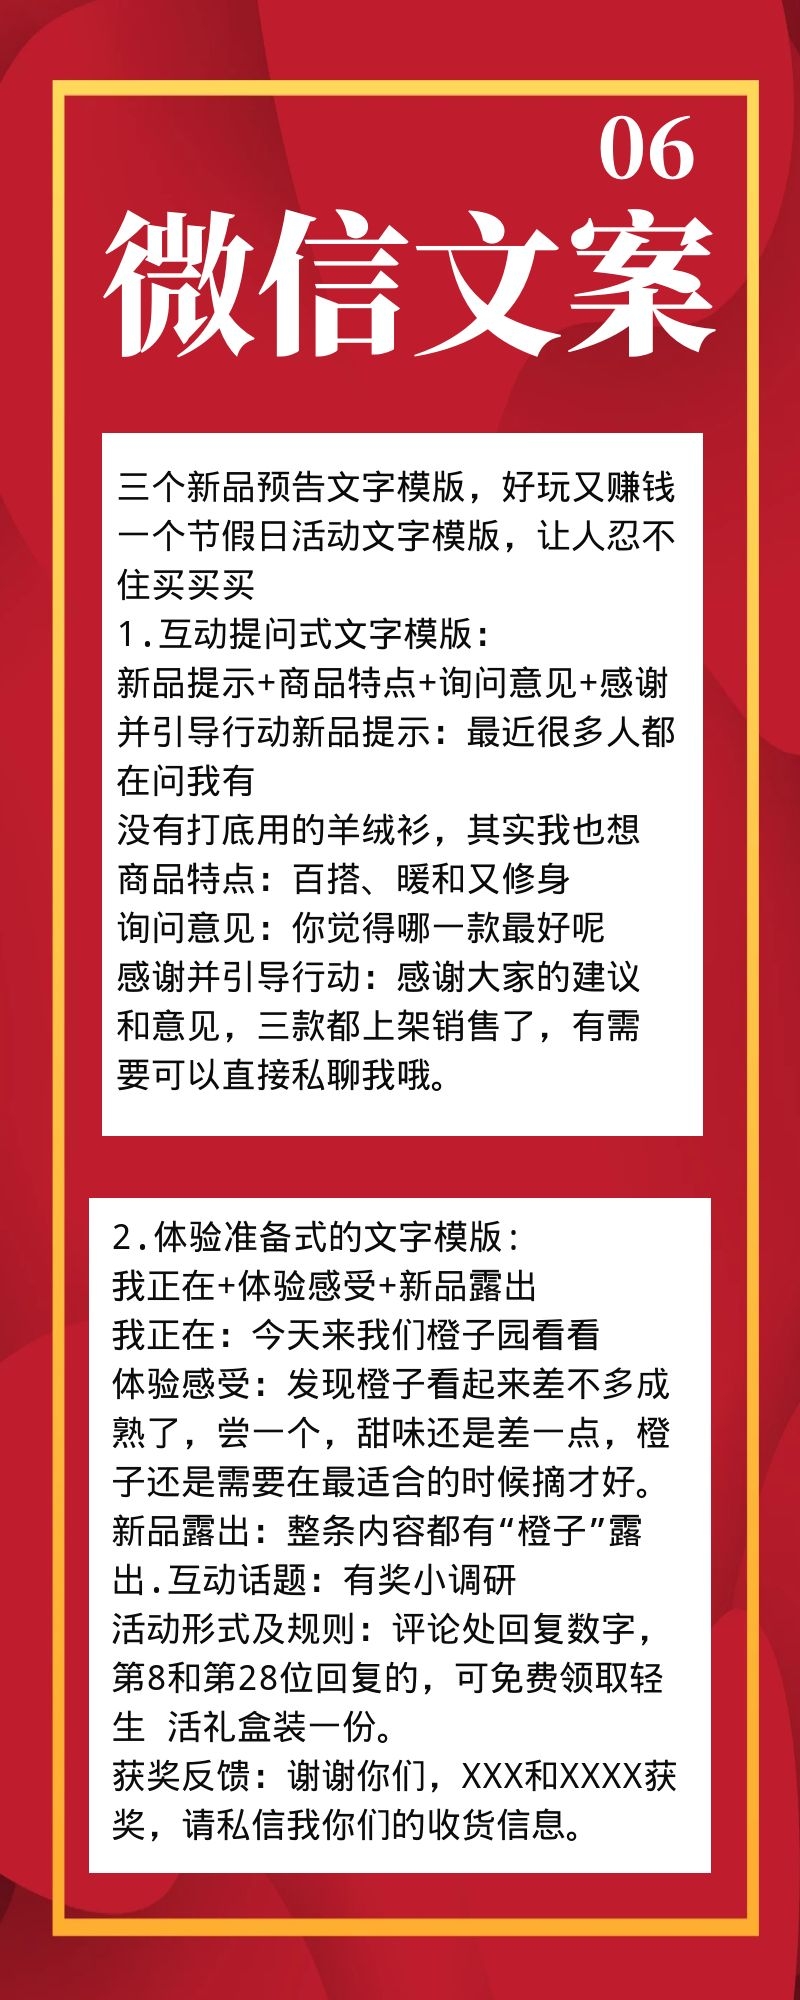 06
微信文案
三个新品预告文字模版，好玩又赚钱
一个节假日活动文字模版，让人忍不
住买买买
1.互动提问式文字模版：
新品提示+商品特点+询问意见+感谢
并引导行动新品提示：最近很多人都
在问我有
没有打底用的羊绒衫，其实我也想
商品特点：百搭、暖和又修身
询问意见：你觉得哪一款最好呢
感谢并引导行动：感谢大家的建议
和意见，三款都上架销售了，有需
要可以直接私聊我哦。
2.体验准备式的文字模版：
我正在+体验感受+新品露出
我正在：今天来我们橙子园看看
体验感受：发现橙子看起来差不多成
熟了，尝一个，甜味还是差一点，橙
子还是需要在最适合的时候摘才好。
新品露出：整条内容都有“橙子”露
出.互动话题：有奖小调研
活动形式及规则：评论处回复数字，
第8和第28位回复的，可免费领取轻
生 活礼盒装一份。
获奖反馈：谢谢你们，XXX和XXXX获
奖，请私信我你们的收货信息。